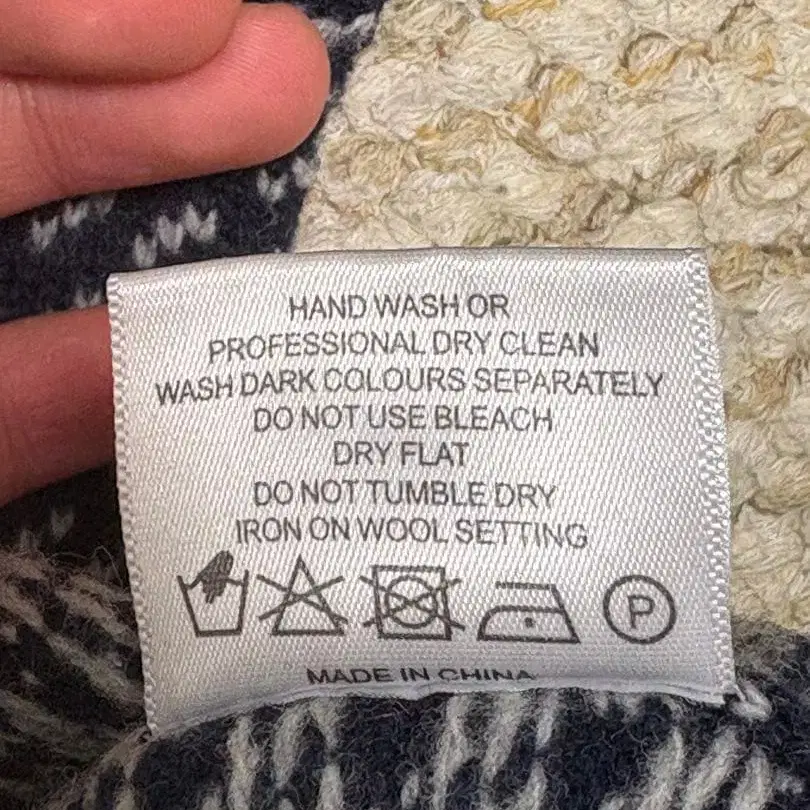 HAND WASH OR
PROFESSIONAL DRY CLEAN
WASH DARK COLOURS SEPARATELY
DO NOT USE BLEACH
DRY FLAT
DO NOT TUMBLE DRY
IRON ON WOOL SETTING
P
MADE IN CHINA